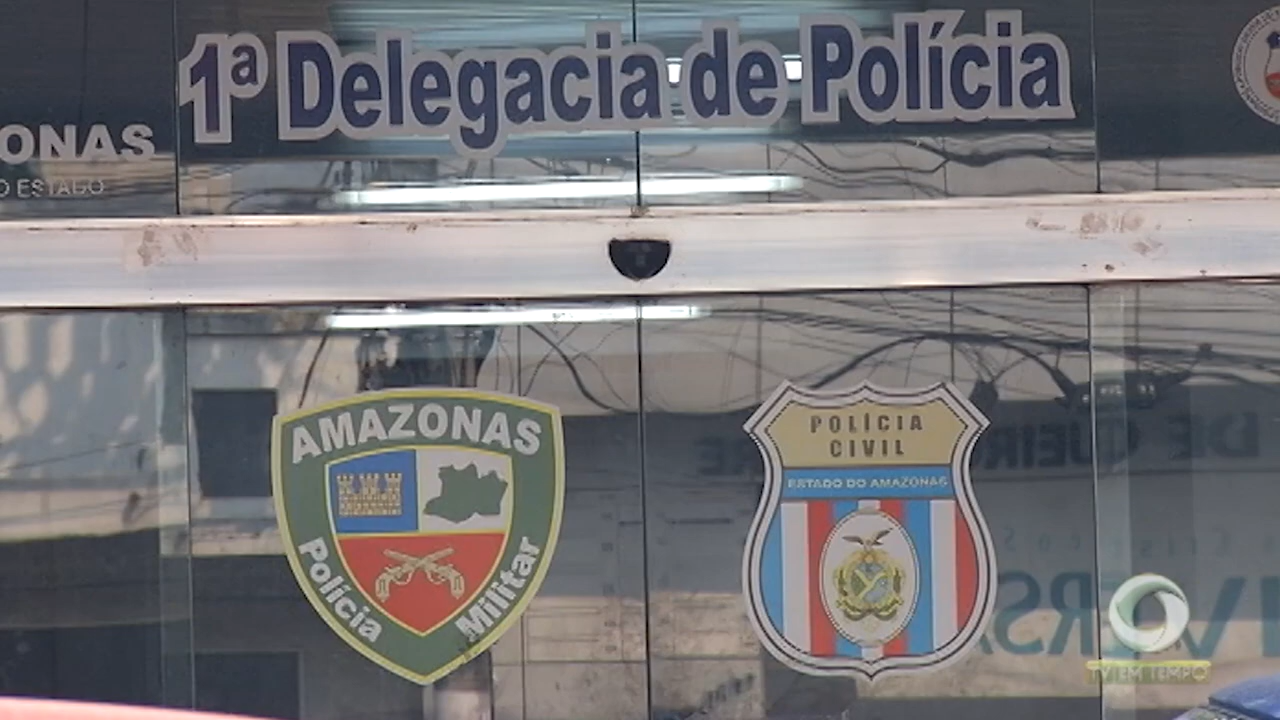 1ª Delegacia de Polícia
ONAS
O ESTADO
AMAZONAS
Polícia Militar
POLÍCIA
CIVIL
ESTADO DO AMAZONAS
TV EM TEMPO